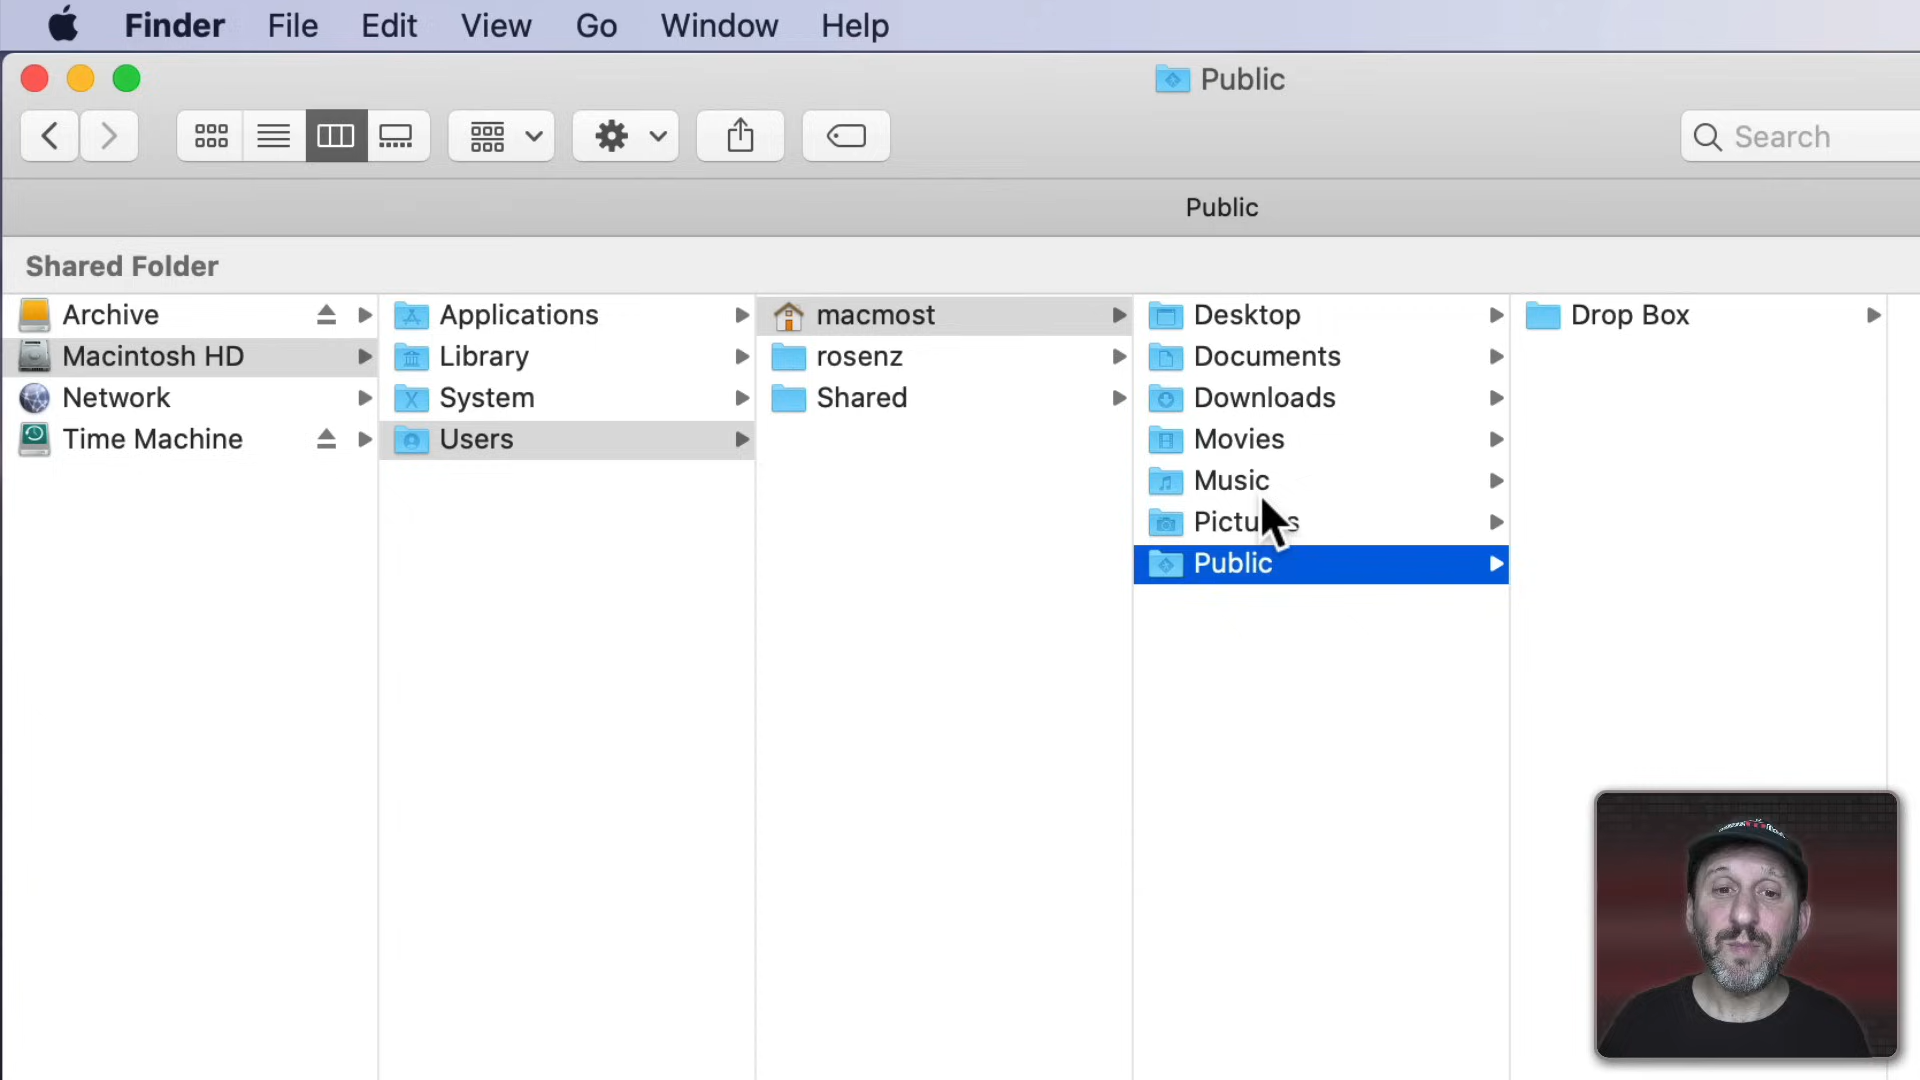 Finder File Edit View Go Window Help
Public
Search
Public
Shared Folder
Archive
Macintosh HD
Network
Time Machine
Applications
Library
System
Users
macmost
rosenz
Shared
Desktop
Documents
Downloads
Movies
Music
Pictures
Public
Drop Box